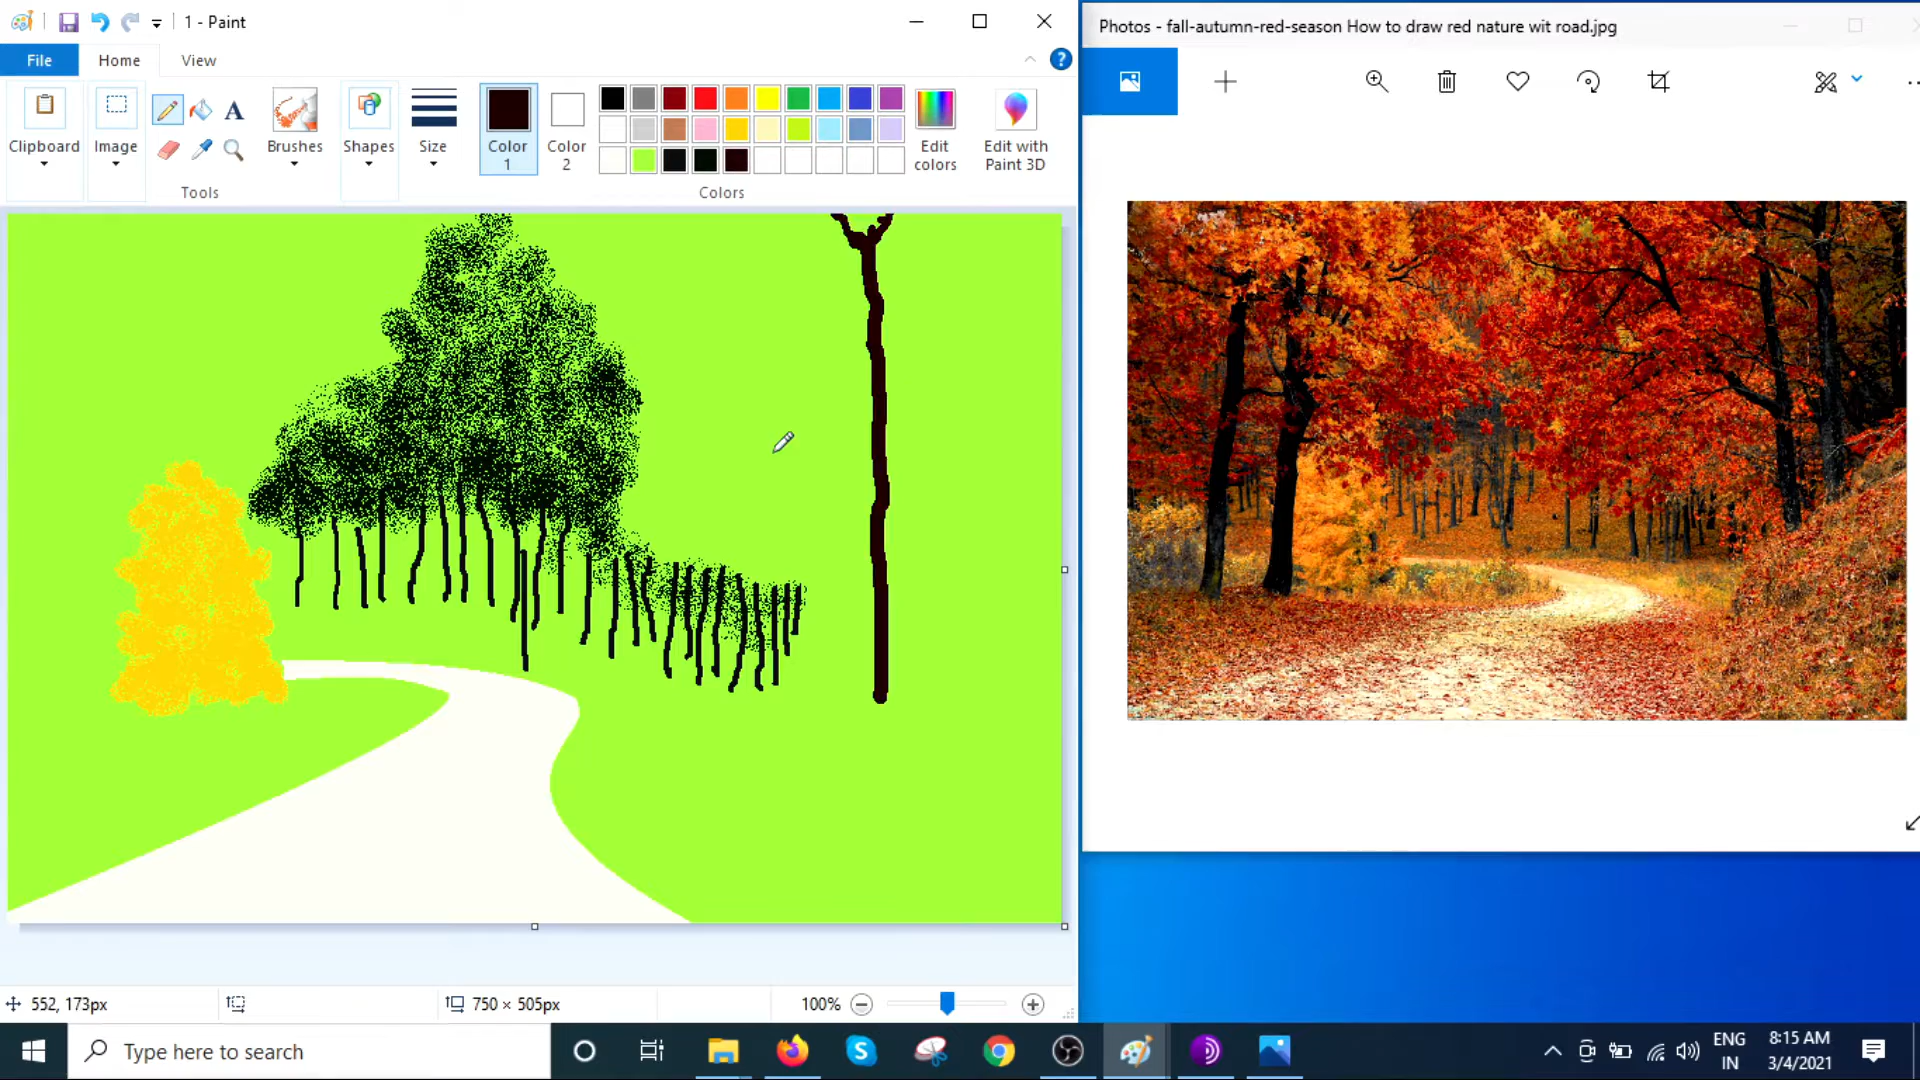 1 - Paint
File
Home
View
Clipboard
Image
Tools
A
Brushes
Shapes
Size
Color
1
Color
2
Colors
Edit
colors
Edit with
Paint 3D
?
552, 173px
750 × 505px
100%
Photos - fall-autumn-red-season How to draw red nature wit road.jpg
Type here to search
ENG
IN
8:15 AM
3/4/2021